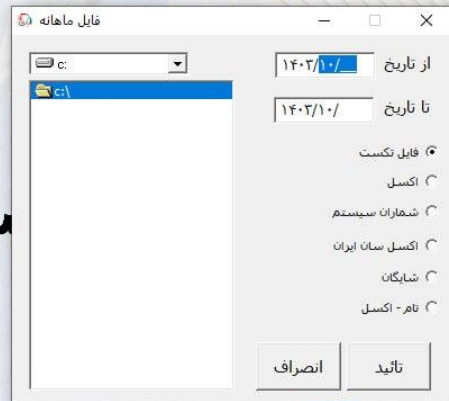 فایل ماهانه
از تاریخ ۱۴۰۳/۱۰/__
تا تاریخ ۱۴۰۳/۱۰/
c:
c:\
فایل تکست
اکسل
شماران سیستم
اکسل سان ایران
شایگان
تام - اکسل
تائید
انصراف